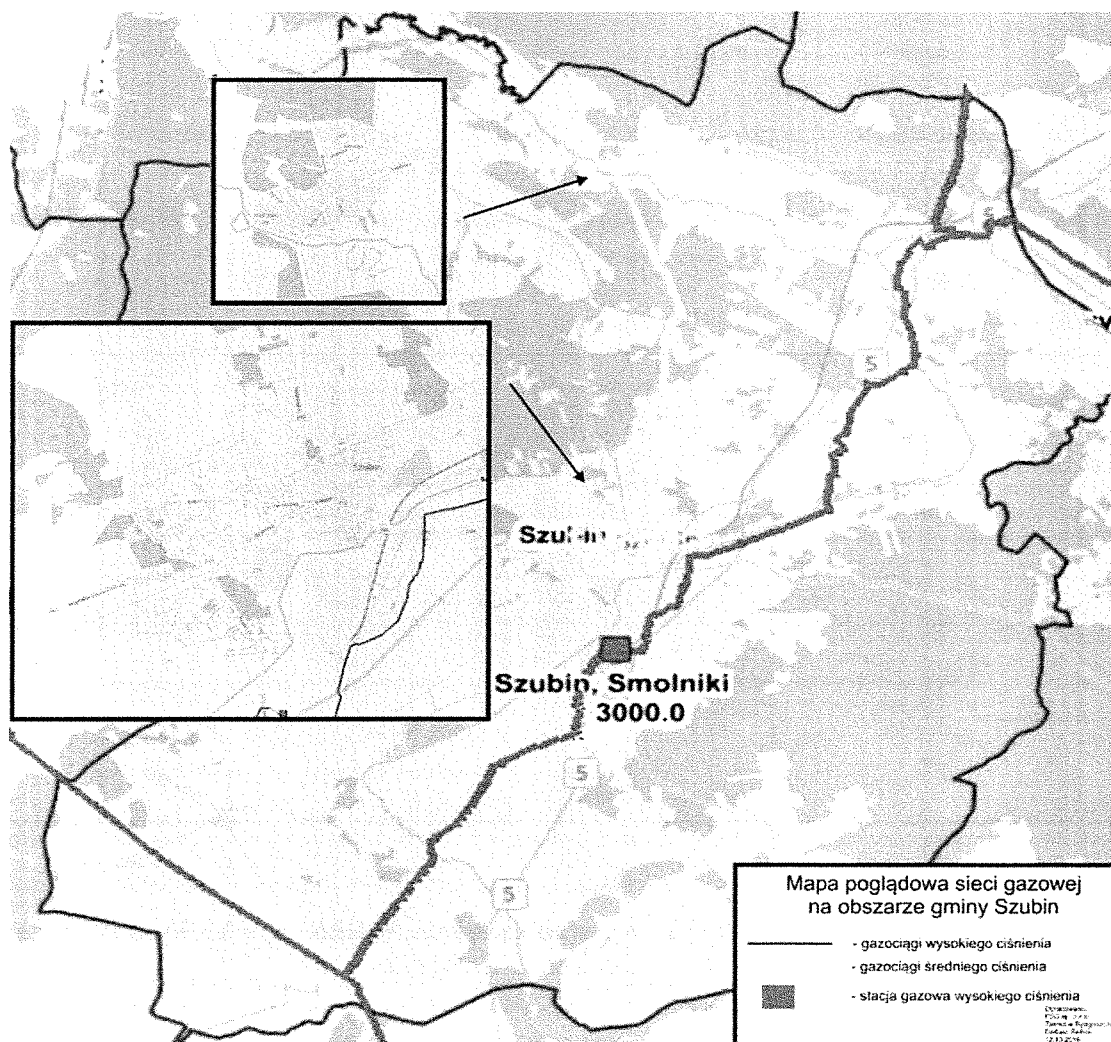 S
5
Szubin
Szubin, Smolniki
3000.0
5
5
Mapa poglądowa sieci gazowej
na obszarze gminy Szubin
- gazociągi wysokiego ciśnienia
- gazociągi średniego ciśnienia
- stacja gazowa wysokiego ciśnienia